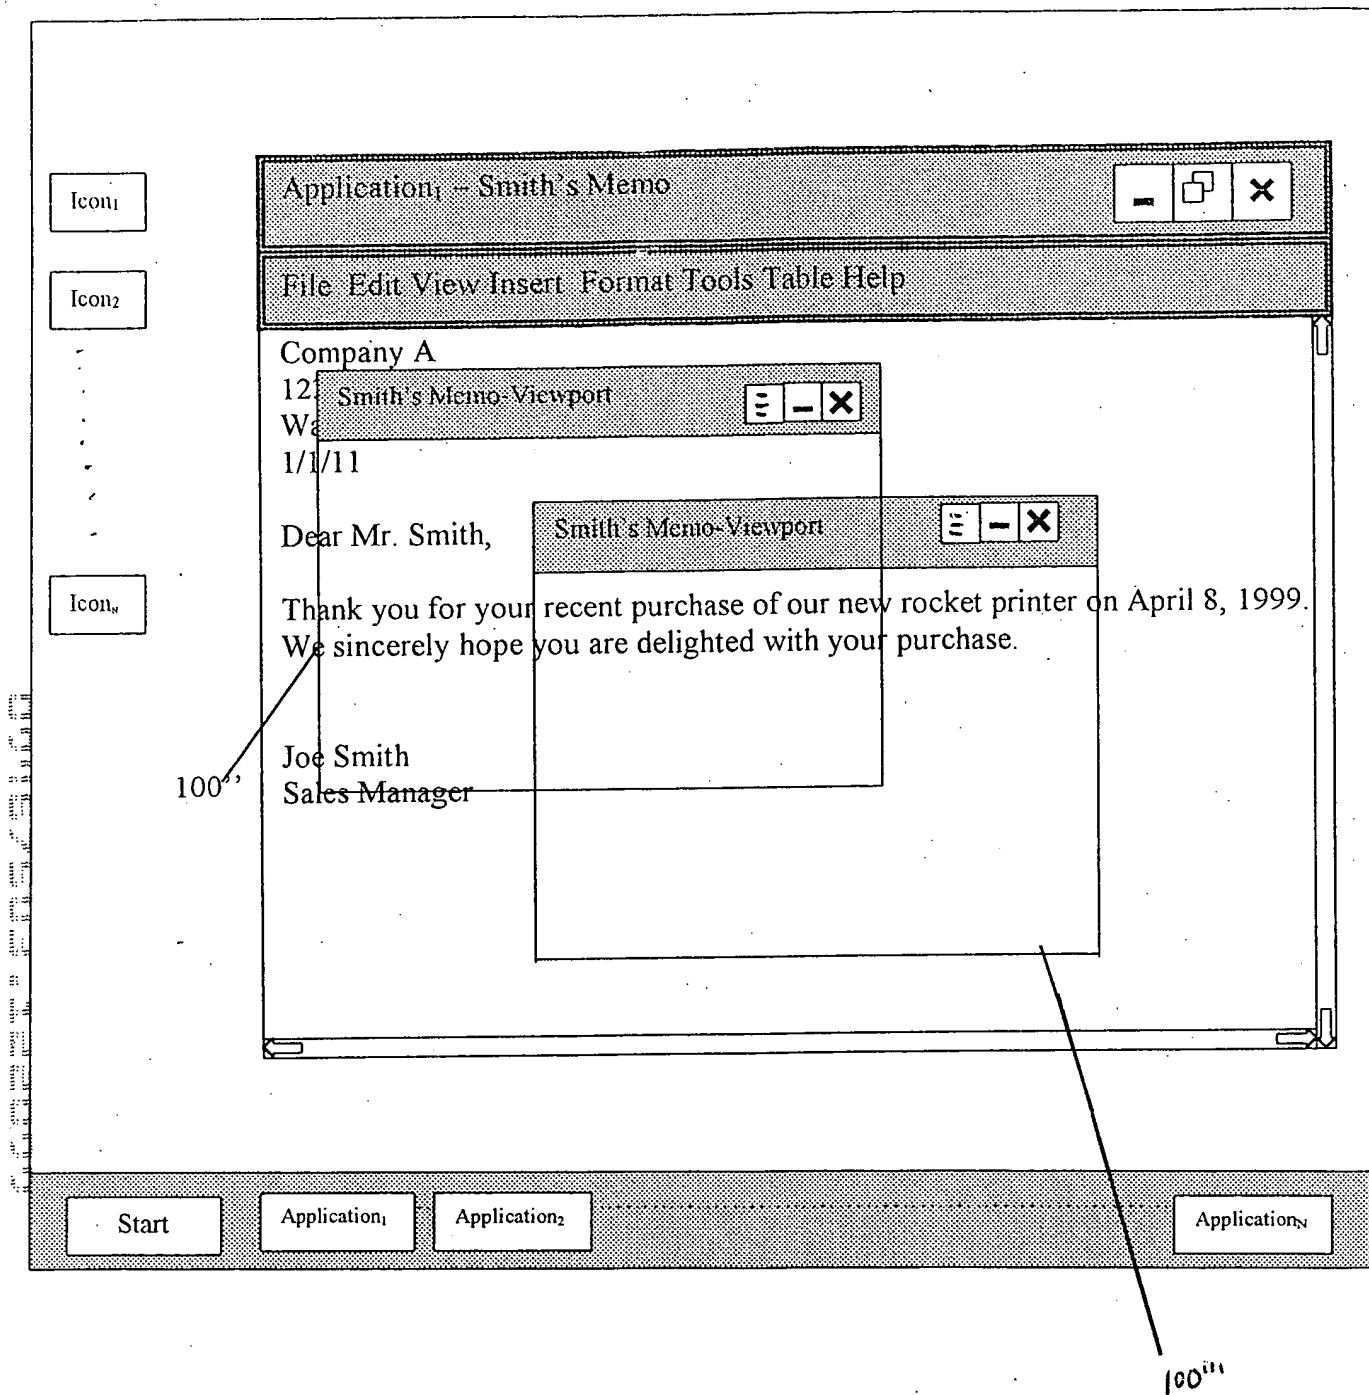 Icon₁
Icon₂
Iconₙ
Application₁ – Smith's Memo
File Edit View Insert Format Tools Table Help
Company A
12
Wa
1/1/11
Smith's Memo-Viewport
Dear Mr. Smith,
Smith's Memo-Viewport
Thank you for your recent purchase of our new rocket printer on April 8, 1999.
We sincerely hope you are delighted with your purchase.
Joe Smith
Sales Manager
100''
Start
Application₁
Application₂
Application_N
100'''